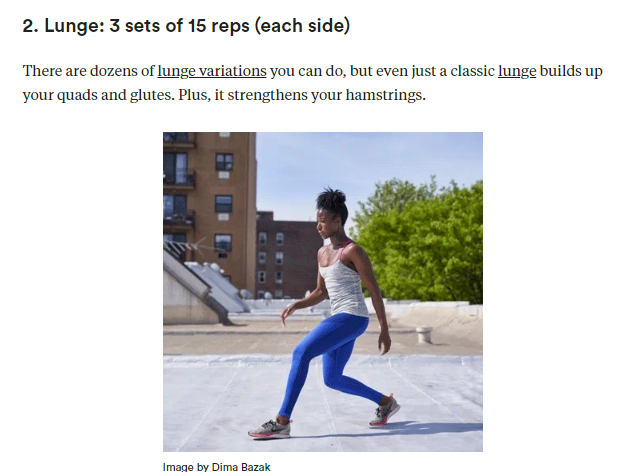 2. Lunge: 3 sets of 15 reps (each side)
There are dozens of lunge variations you can do, but even just a classic lunge builds up
your quads and glutes. Plus, it strengthens your hamstrings.
Image by Dima Bazak